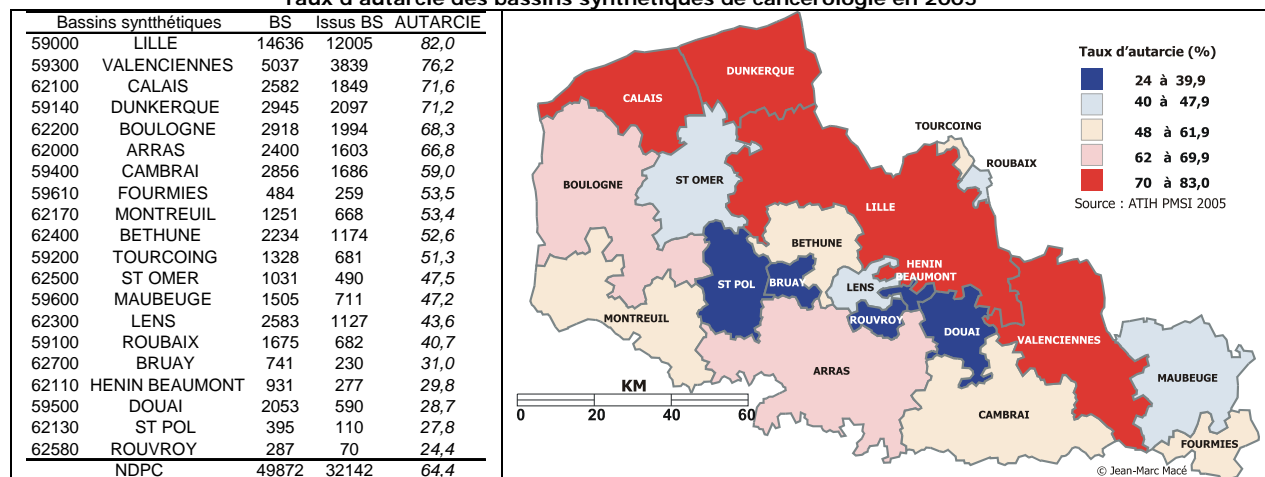 Taux d'autarcie des bassins synthétiques de cancérologie en 2005
Bassins syntthétiques BS Issus BS AUTARCIE
59000 LILLE 14636 12005 82,0
59300 VALENCIENNES 5037 3839 76,2
62100 CALAIS 2582 1849 71,6
59140 DUNKERQUE 2945 2097 71,2
62200 BOULOGNE 2918 1994 68,3
62000 ARRAS 2400 1603 66,8
59400 CAMBRAI 2856 1686 59,0
59610 FOURMIES 484 259 53,5
62170 MONTREUIL 1251 668 53,4
62400 BETHUNE 2234 1174 52,6
59200 TOURCOING 1328 681 51,3
62500 ST OMER 1031 490 47,5
59600 MAUBEUGE 1505 711 47,2
62300 LENS 2583 1127 43,6
59100 ROUBAIX 1675 682 40,7
62700 BRUAY 741 230 31,0
62110 HENIN BEAUMONT 931 277 29,8
59500 DOUAI 2053 590 28,7
62130 ST POL 395 110 27,8
62580 ROUVROY 287 70 24,4
NDPC 49872 32142 64,4
Taux d'autarcie (%)
24 à 39,9
40 à 47,9
48 à 61,9
62 à 69,9
70 à 83,0
Source : ATIH PMSI 2005
DUNKERQUE
CALAIS
TOURCOING
ROUBAIX
BOULOGNE
ST OMER
LILLE
BETHUNE
HENIN
BEAUMONT
ST POL
BRUAY
LENS
MONTREUIL
ROUVROY
DOUAI
VALENCIENNES
ARRAS
MAUBEUGE
CAMBRAI
FOURMIES
KM
0 20 40 60
© Jean-Marc Macé